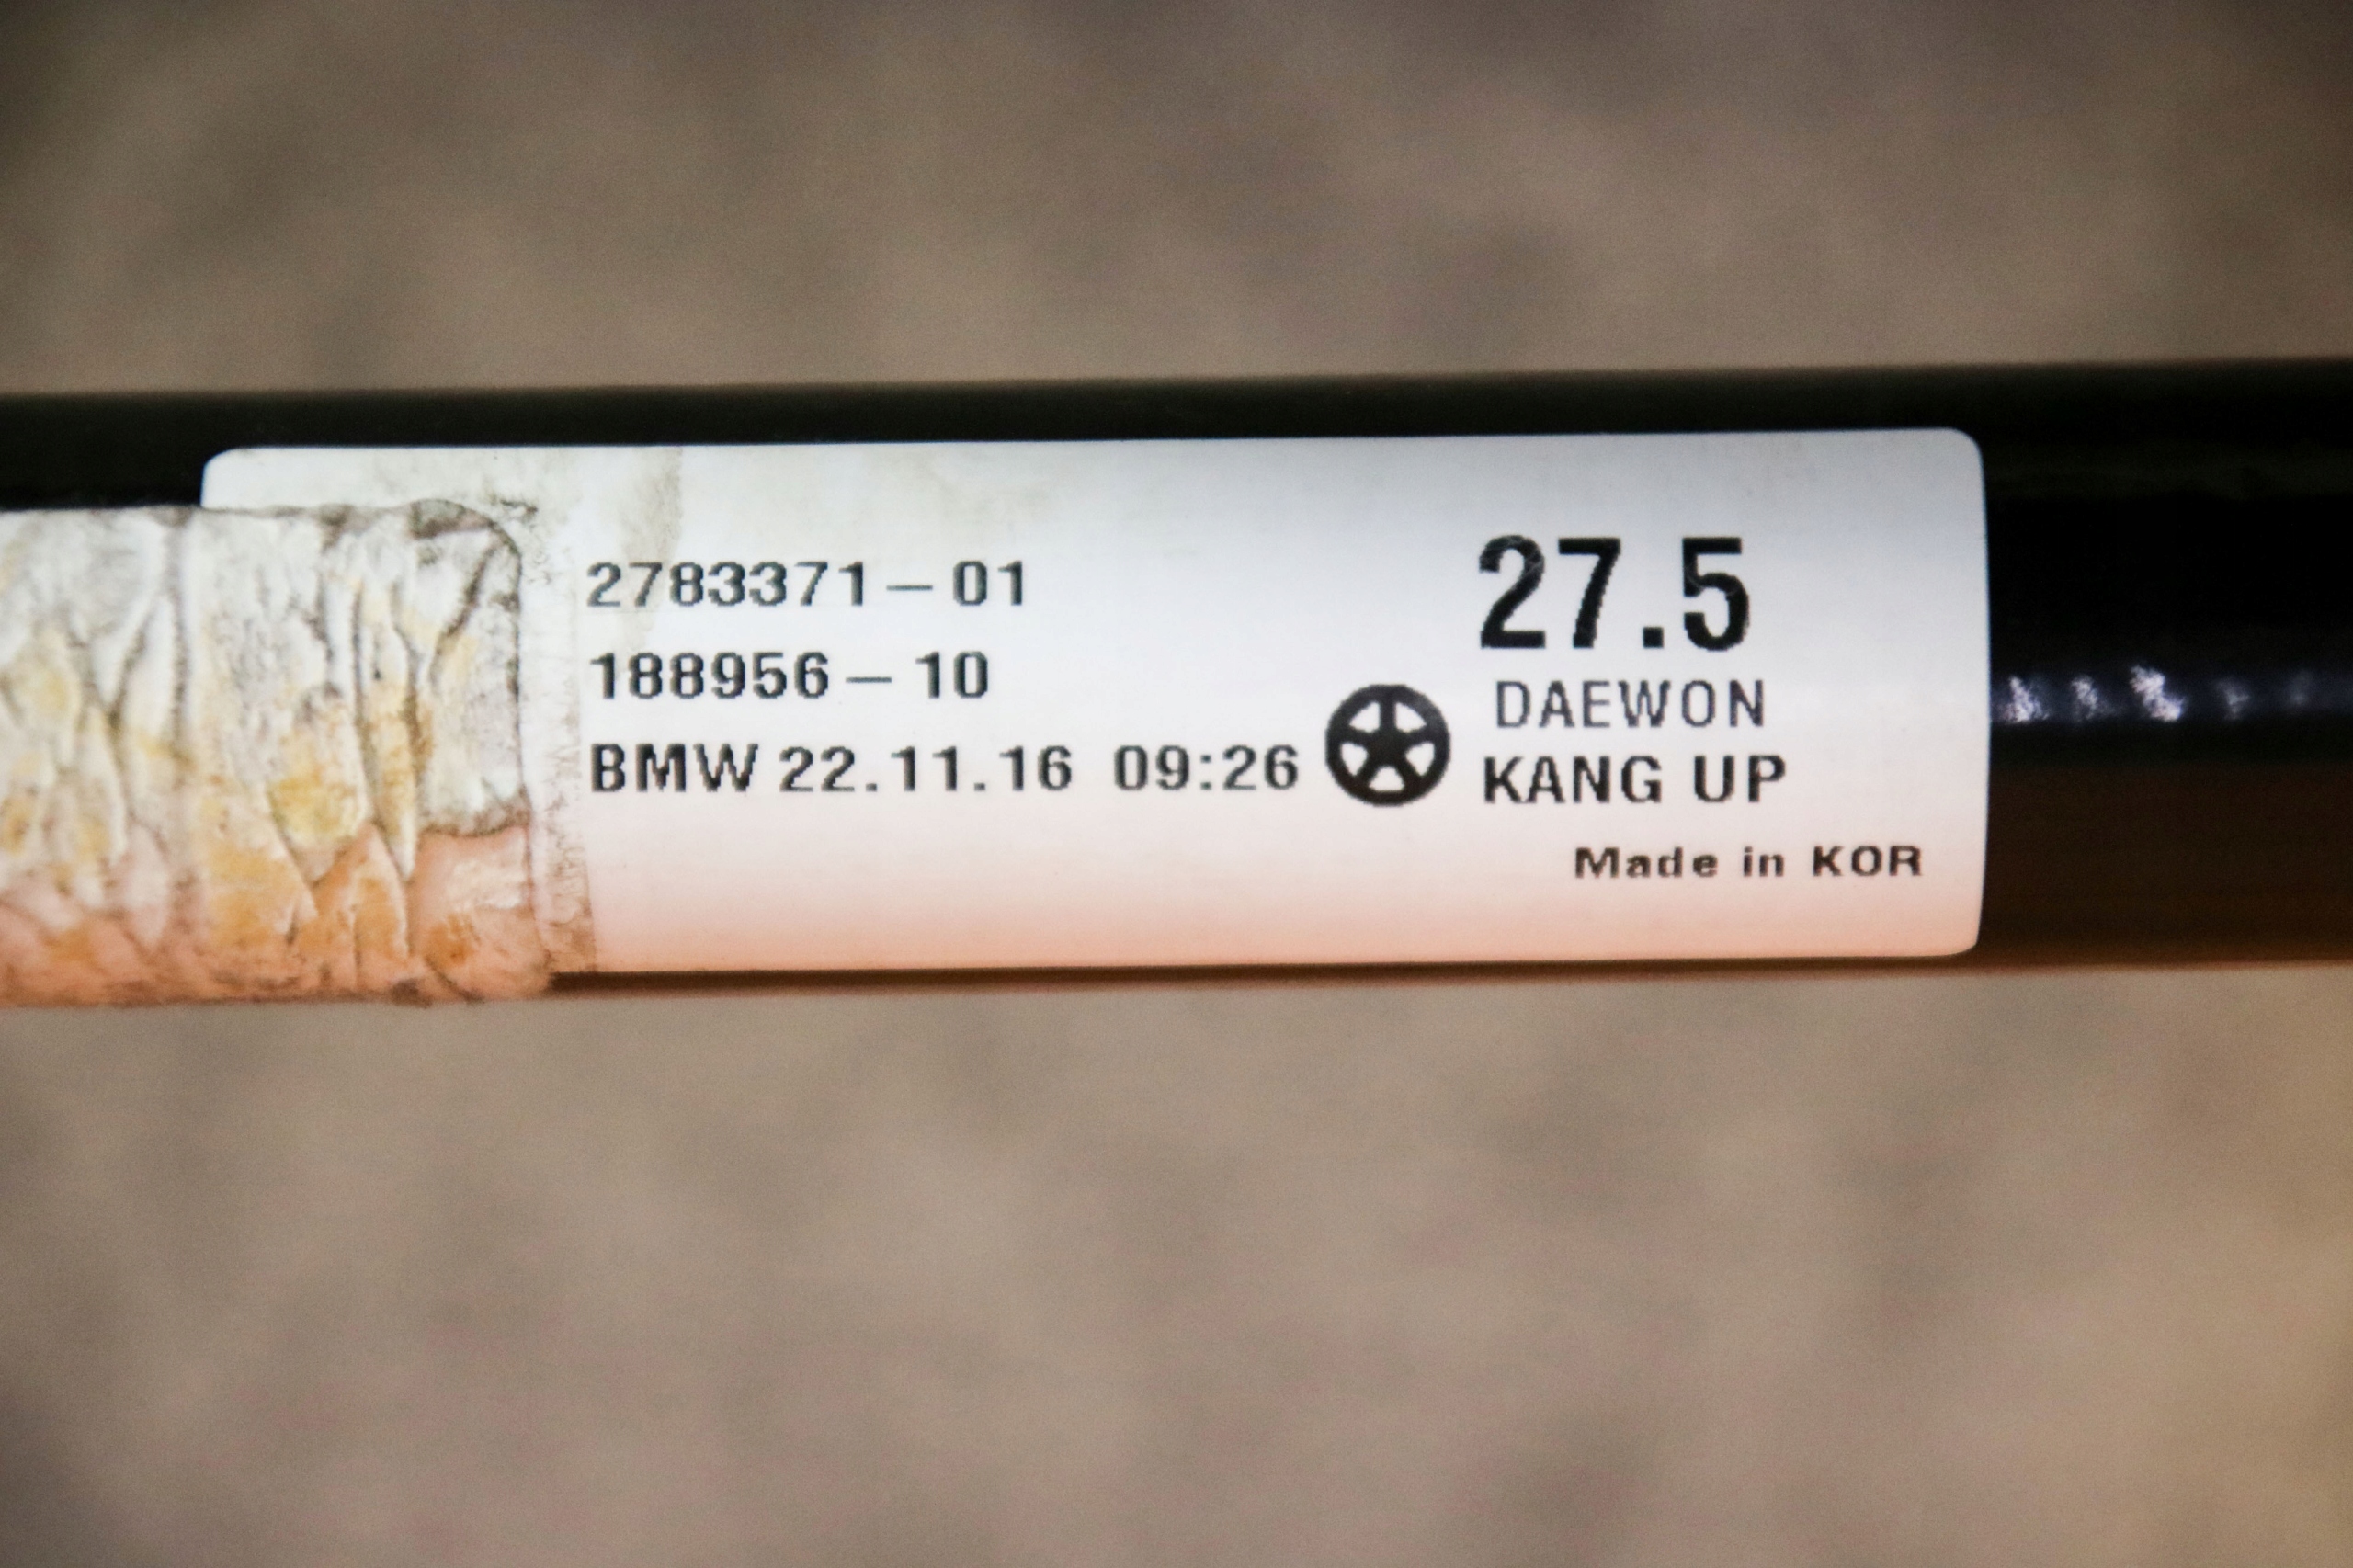 2783371-01
188956-10
BMW 22.11.16 09:26
27.5
DAEWON
KANG UP
Made in KOR